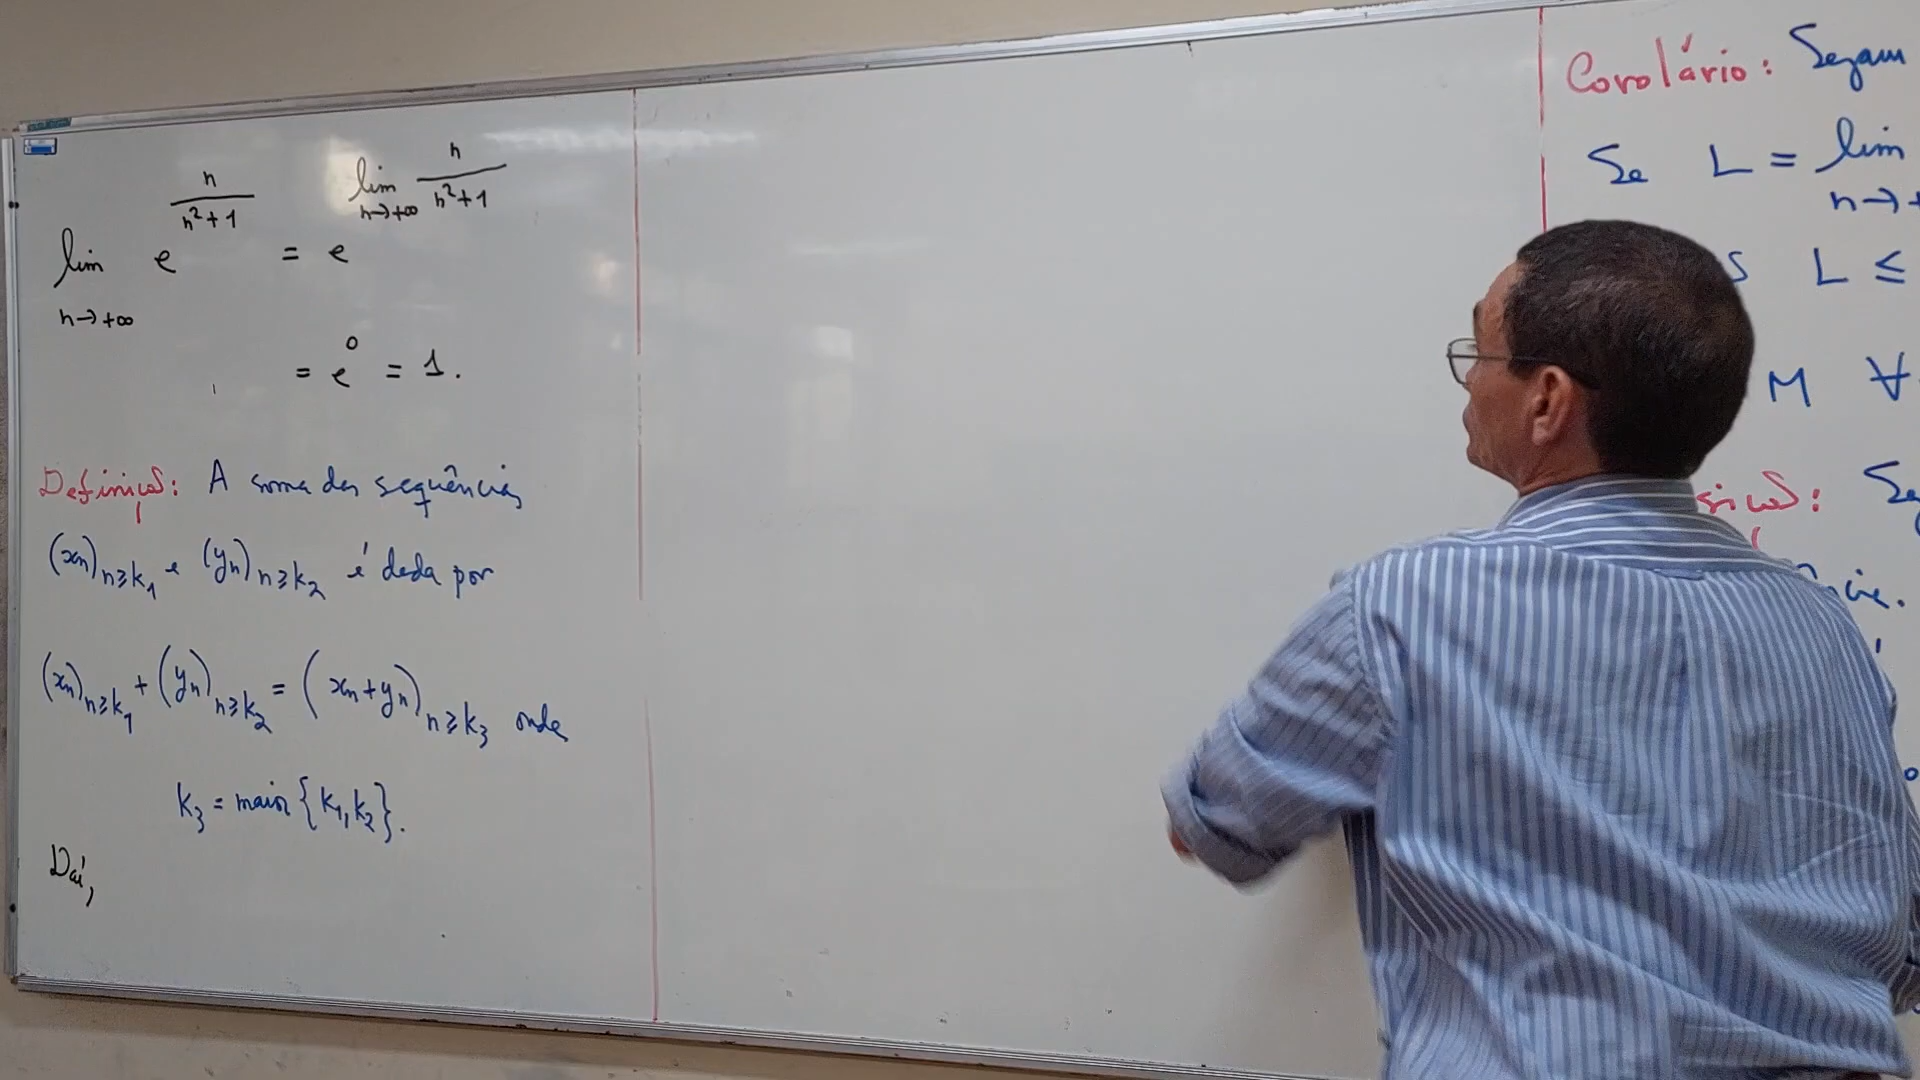 lim e^{n/(n²+1)} = e^{lim n→+∞ n/(n²+1)}
n→+∞
= e⁰ = 1.
Definição: A soma das sequências
(xn)n≥k₁ e (yn)n≥k₂ é dada por
(xn)n≥k₁ + (yn)n≥k₂ = (xn+yn)n≥k₃ onde
k₃ = maior {k₁,k₂}.
Daí,
Corolário: Sejam
Se L = lim
n→+
s L ≤
M ∀